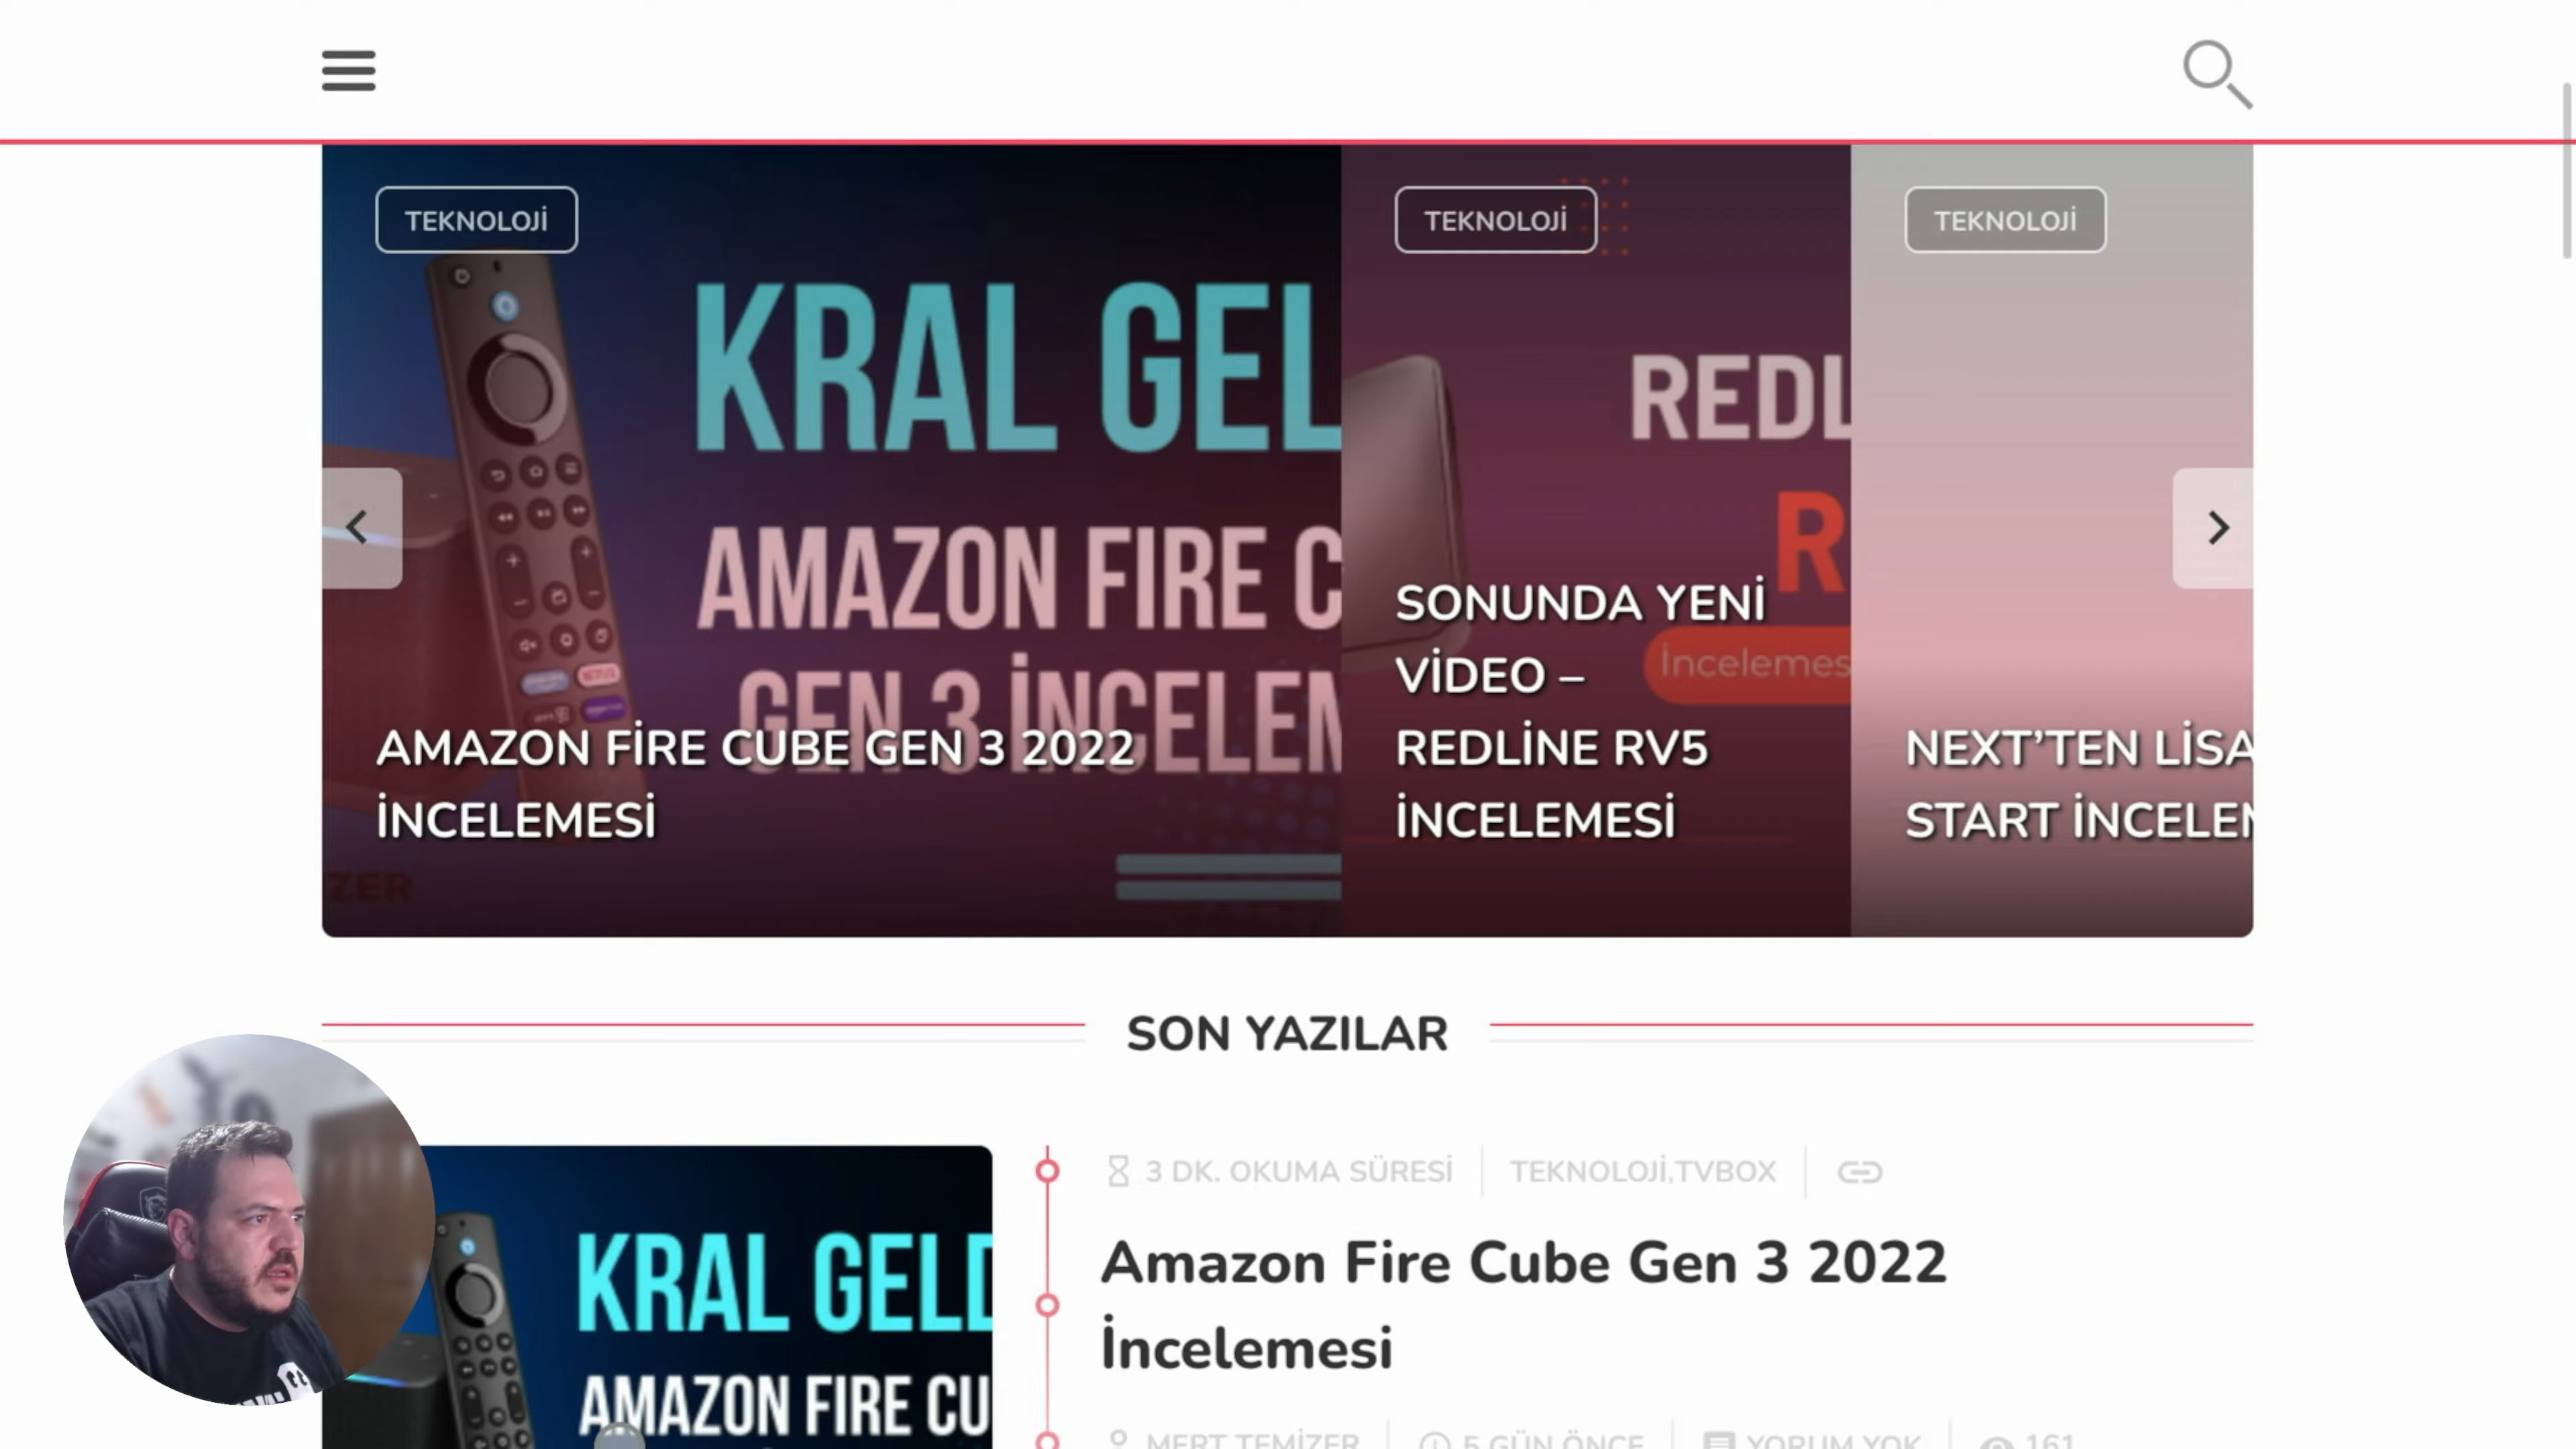 TEKNOLOJİ
KRAL GEL
AMAZON FIRE C
GEN 3 İNCELEM
AMAZON FİRE CUBE GEN 3 2022
İNCELEMESİ
ZER
TEKNOLOJİ
REDL
R
İncelemes
SONUNDA YENİ
VİDEO –
REDLİNE RV5
İNCELEMESİ
TEKNOLOJİ
NEXT’TEN LİSA
START İNCELEM
SON YAZILAR
KRAL GELD
AMAZON FIRE CU
3 DK. OKUMA SÜRESİ TEKNOLOJİ,TVBOX
Amazon Fire Cube Gen 3 2022
İncelemesi
MERT TEMİZER 5 GÜN ÖNCE YORUM YOK 161